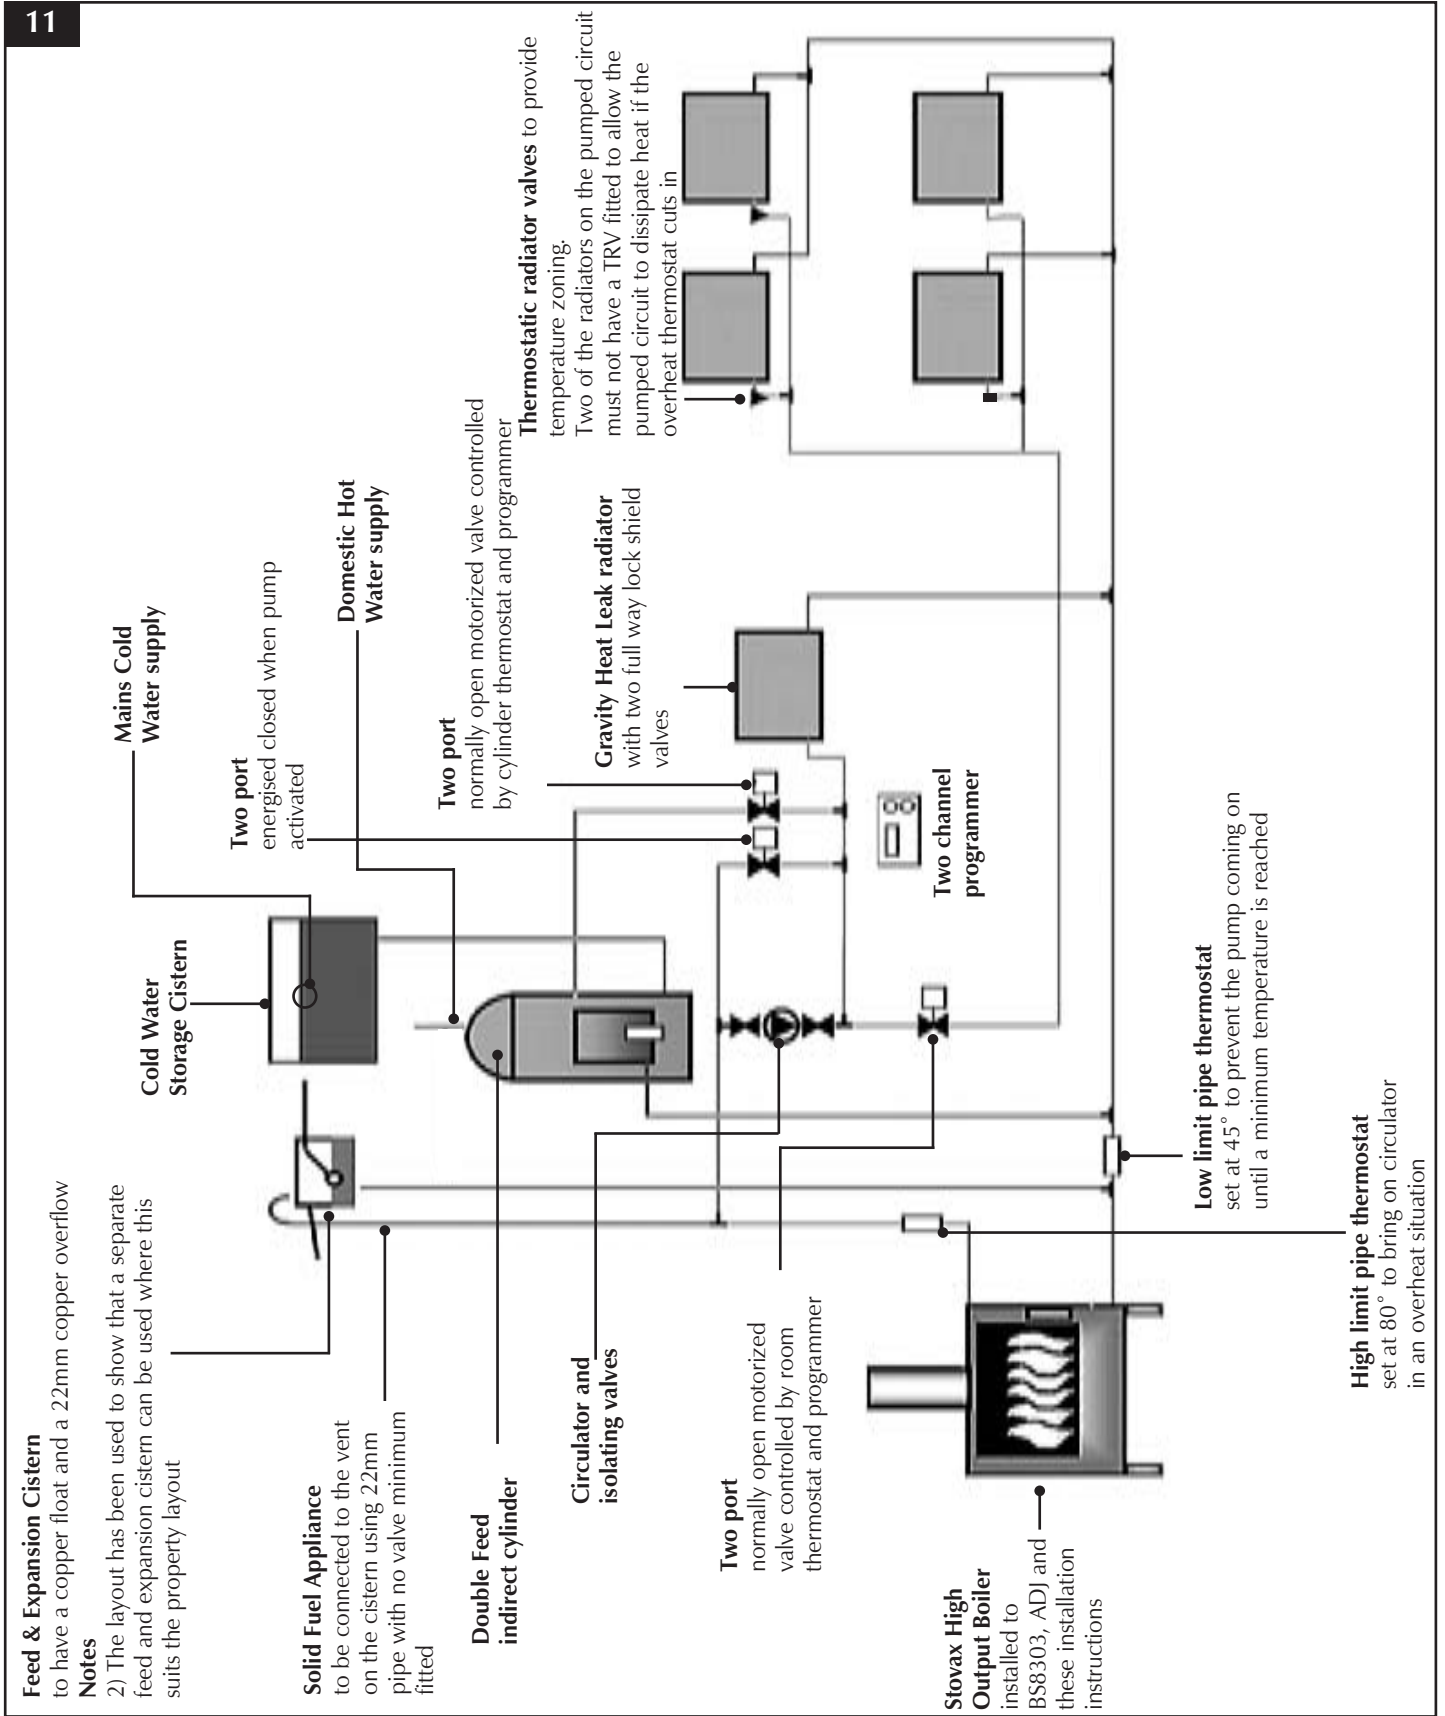 11
Feed & Expansion Cistern
to have a copper float and a 22mm copper overflow
Notes
2) The layout has been used to show that a separate
feed and expansion cistern can be used where this
suits the property layout
Solid Fuel Appliance
to be connected to the vent
on the cistern using 22mm
pipe with no valve minimum
fitted
Double Feed
indirect cylinder
Circulator and
isolating valves
Two port
normally open motorized
valve controlled by room
thermostat and programmer
Stovax High
Output Boiler
installed to
BS8303, ADJ and
these installation
instructions
Cold Water
Storage Cistern
Mains Cold
Water supply
Two port
energised closed when pump
activated
Domestic Hot
Water supply
Two port
normally open motorized valve controlled
by cylinder thermostat and programmer
Gravity Heat Leak radiator
with two full way lock shield
valves
Thermostatic radiator valves to provide
temperature zoning.
Two of the radiators on the pumped circuit
must not have a TRV fitted to allow the
pumped circuit to dissipate heat if the
overheat thermostat cuts in
Two channel
programmer
Low limit pipe thermostat
set at 45° to prevent the pump coming on
until a minimum temperature is reached
High limit pipe thermostat
set at 80° to bring on circulator
in an overheat situation